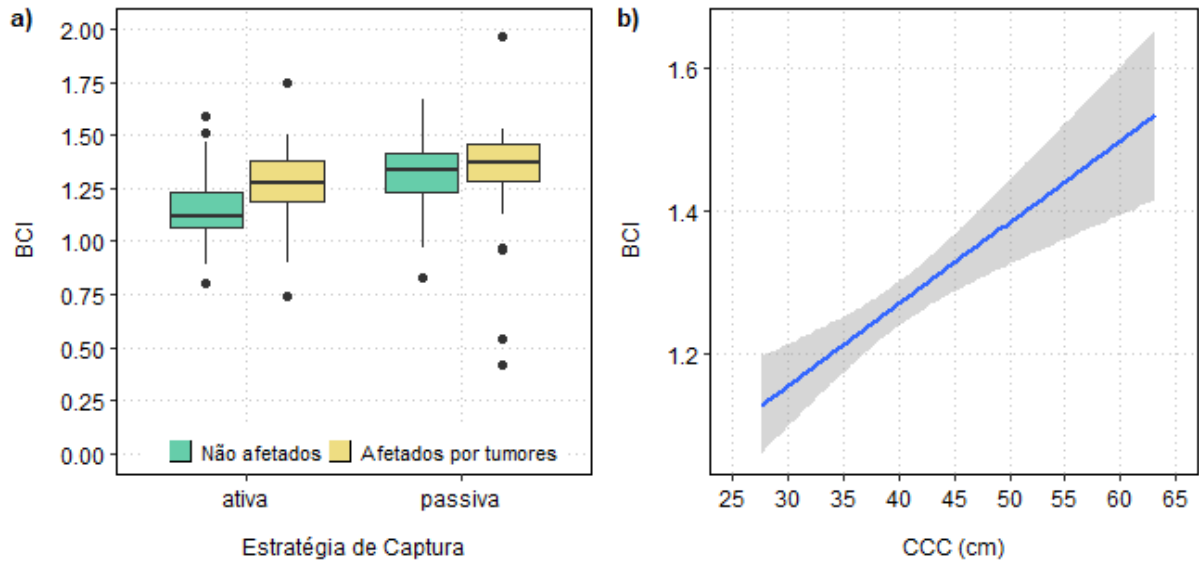 a)
BCI
2.00
1.75
1.50
1.25
1.00
0.75
0.50
0.25
0.00
Não afetados Afetados por tumores
ativa passiva
Estratégia de Captura
b)
BCI
1.6
1.4
1.2
25 30 35 40 45 50 55 60 65
CCC (cm)